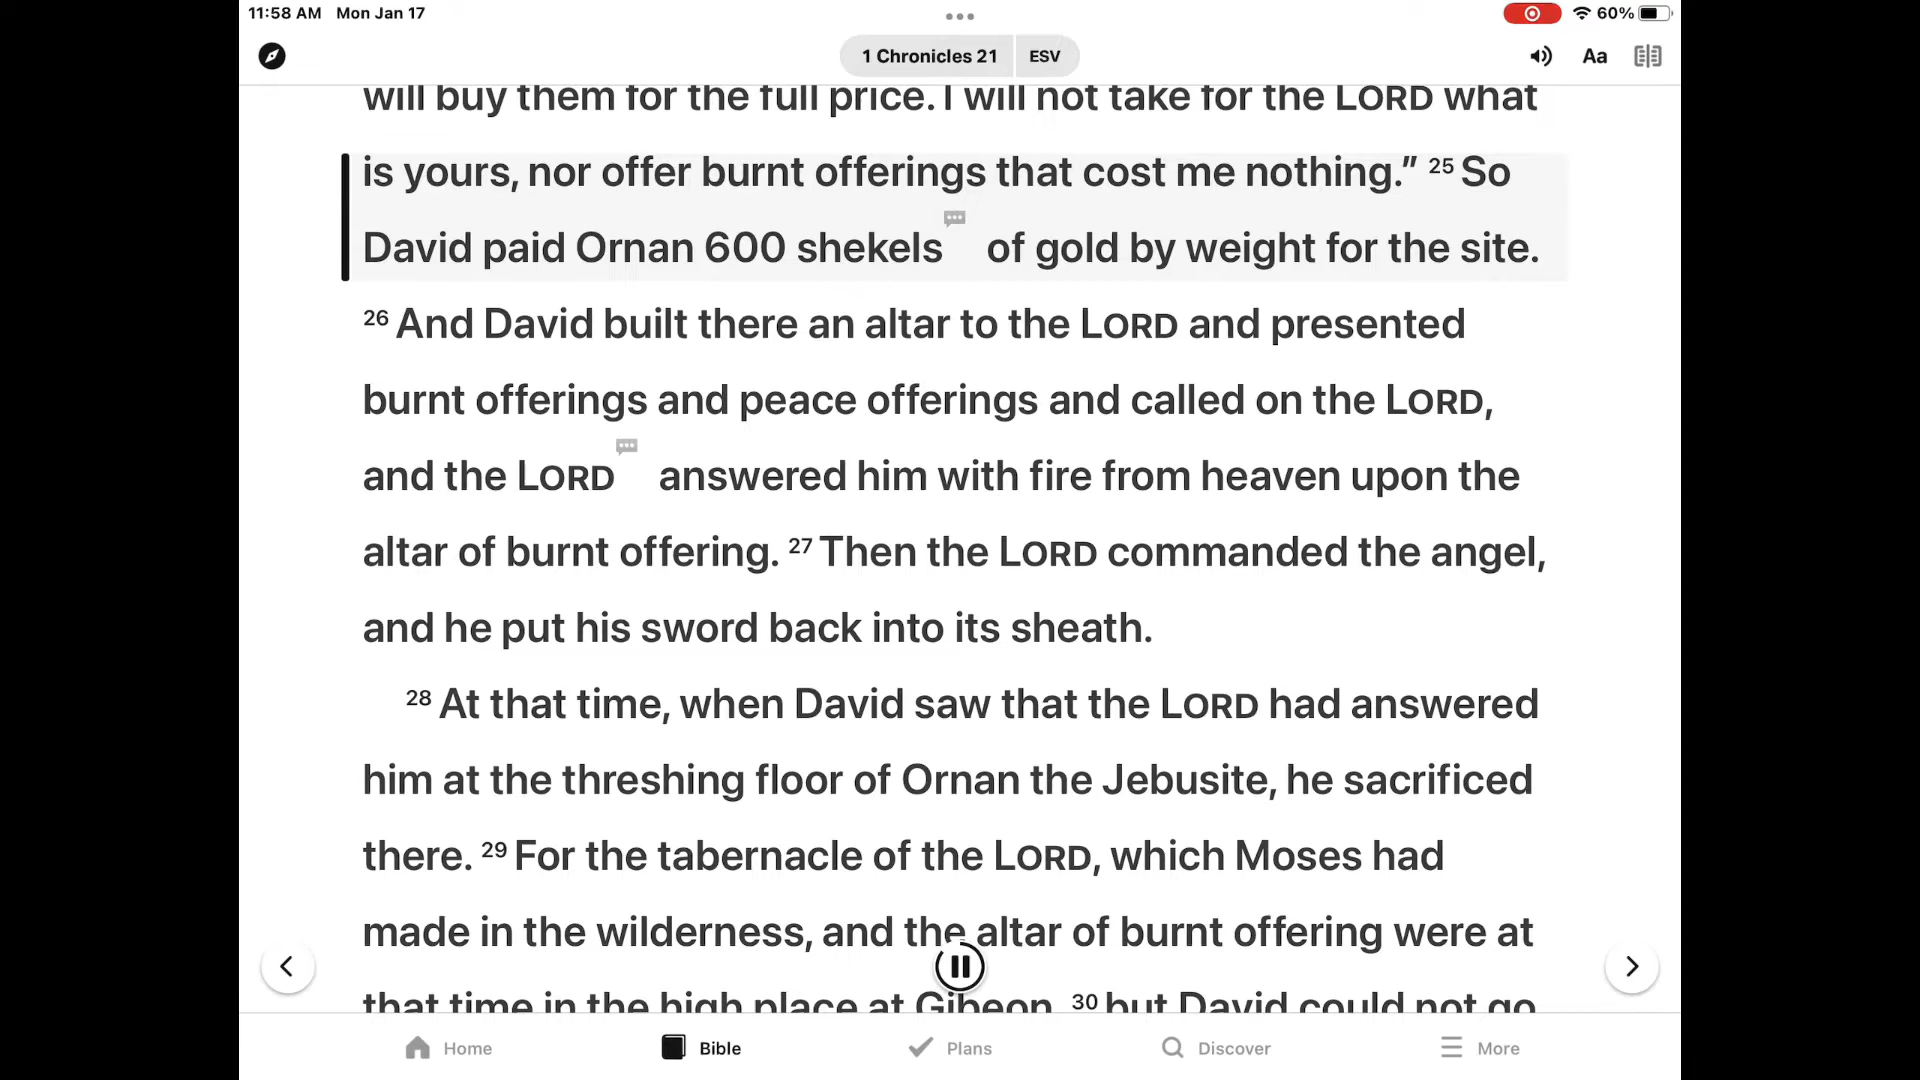 11:58 AM Mon Jan 17
60%
1 Chronicles 21 ESV
Aa
will buy them for the full price. I will not take for the LORD what
is yours, nor offer burnt offerings that cost me nothing.” 25 So
David paid Ornan 600 shekels of gold by weight for the site.
26 And David built there an altar to the LORD and presented
burnt offerings and peace offerings and called on the LORD,
and the LORD answered him with fire from heaven upon the
altar of burnt offering. 27 Then the LORD commanded the angel,
and he put his sword back into its sheath.
28 At that time, when David saw that the LORD had answered
him at the threshing floor of Ornan the Jebusite, he sacrificed
there. 29 For the tabernacle of the LORD, which Moses had
made in the wilderness, and the altar of burnt offering were at
that time in the high place at Gibeon, 30 but David could not go
Home Bible Plans Discover More